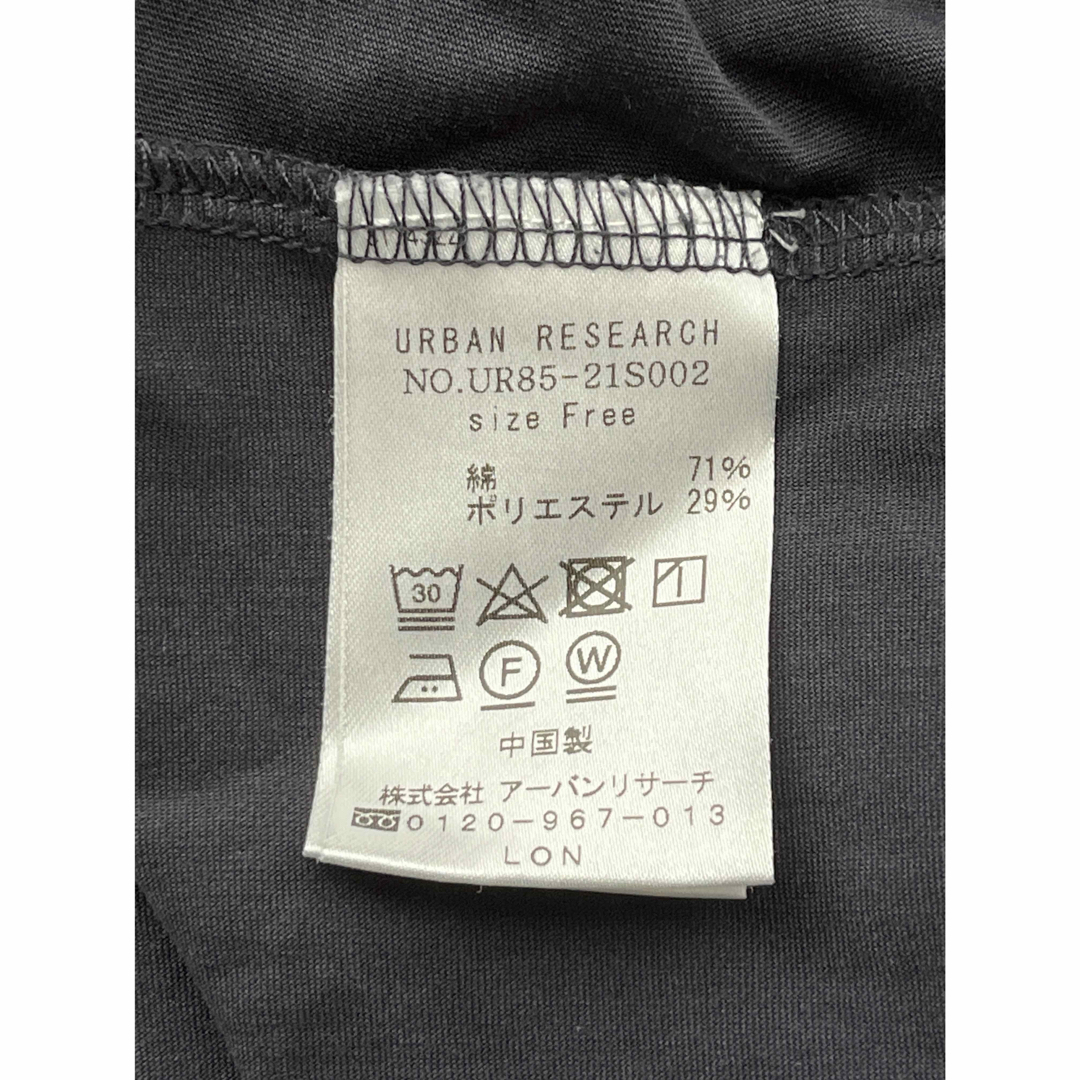 URBAN RESEARCH
NO.UR85-21S002
size Free
綿 71%
ポリエステル 29%
30
F W
中国製
株式会社 アーバンリサーチ
0120-967-013
LON